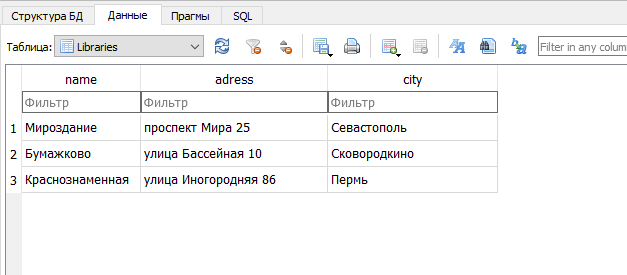 Структура БД Данные Прагмы SQL
Таблица: Libraries Filter in any colum
name adress city
Фильтр Фильтр Фильтр
1 Мироздание проспект Мира 25 Севастополь
2 Бумажково улица Бассейная 10 Сковородкино
3 Краснознаменная улица Иногородняя 86 Пермь